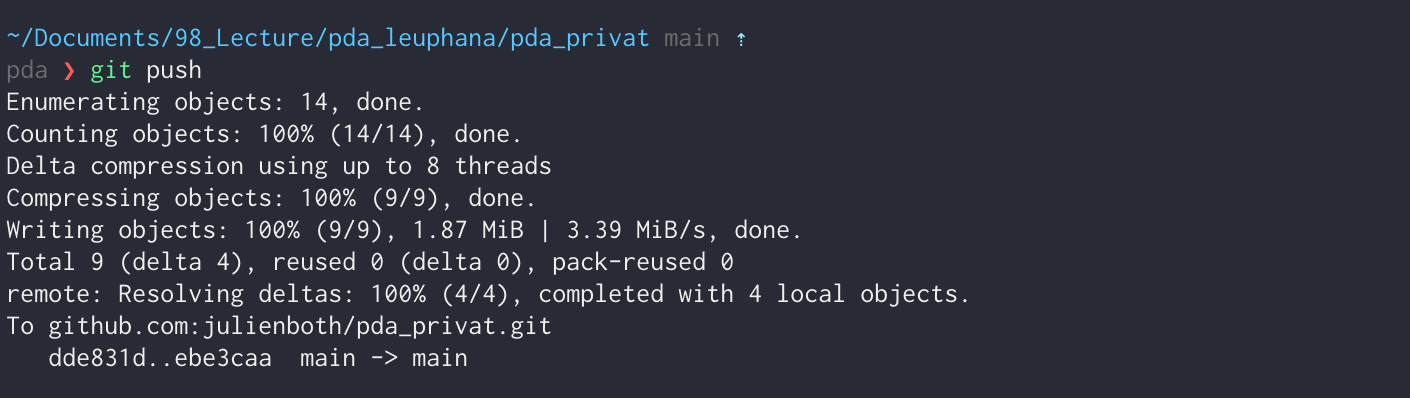 ~/Documents/98_Lecture/pda_leuphana/pda_privat main ⇡
pda ❯ git push
Enumerating objects: 14, done.
Counting objects: 100% (14/14), done.
Delta compression using up to 8 threads
Compressing objects: 100% (9/9), done.
Writing objects: 100% (9/9), 1.87 MiB | 3.39 MiB/s, done.
Total 9 (delta 4), reused 0 (delta 0), pack-reused 0
remote: Resolving deltas: 100% (4/4), completed with 4 local objects.
To github.com:julienboth/pda_privat.git
   dde831d..ebe3caa  main -> main